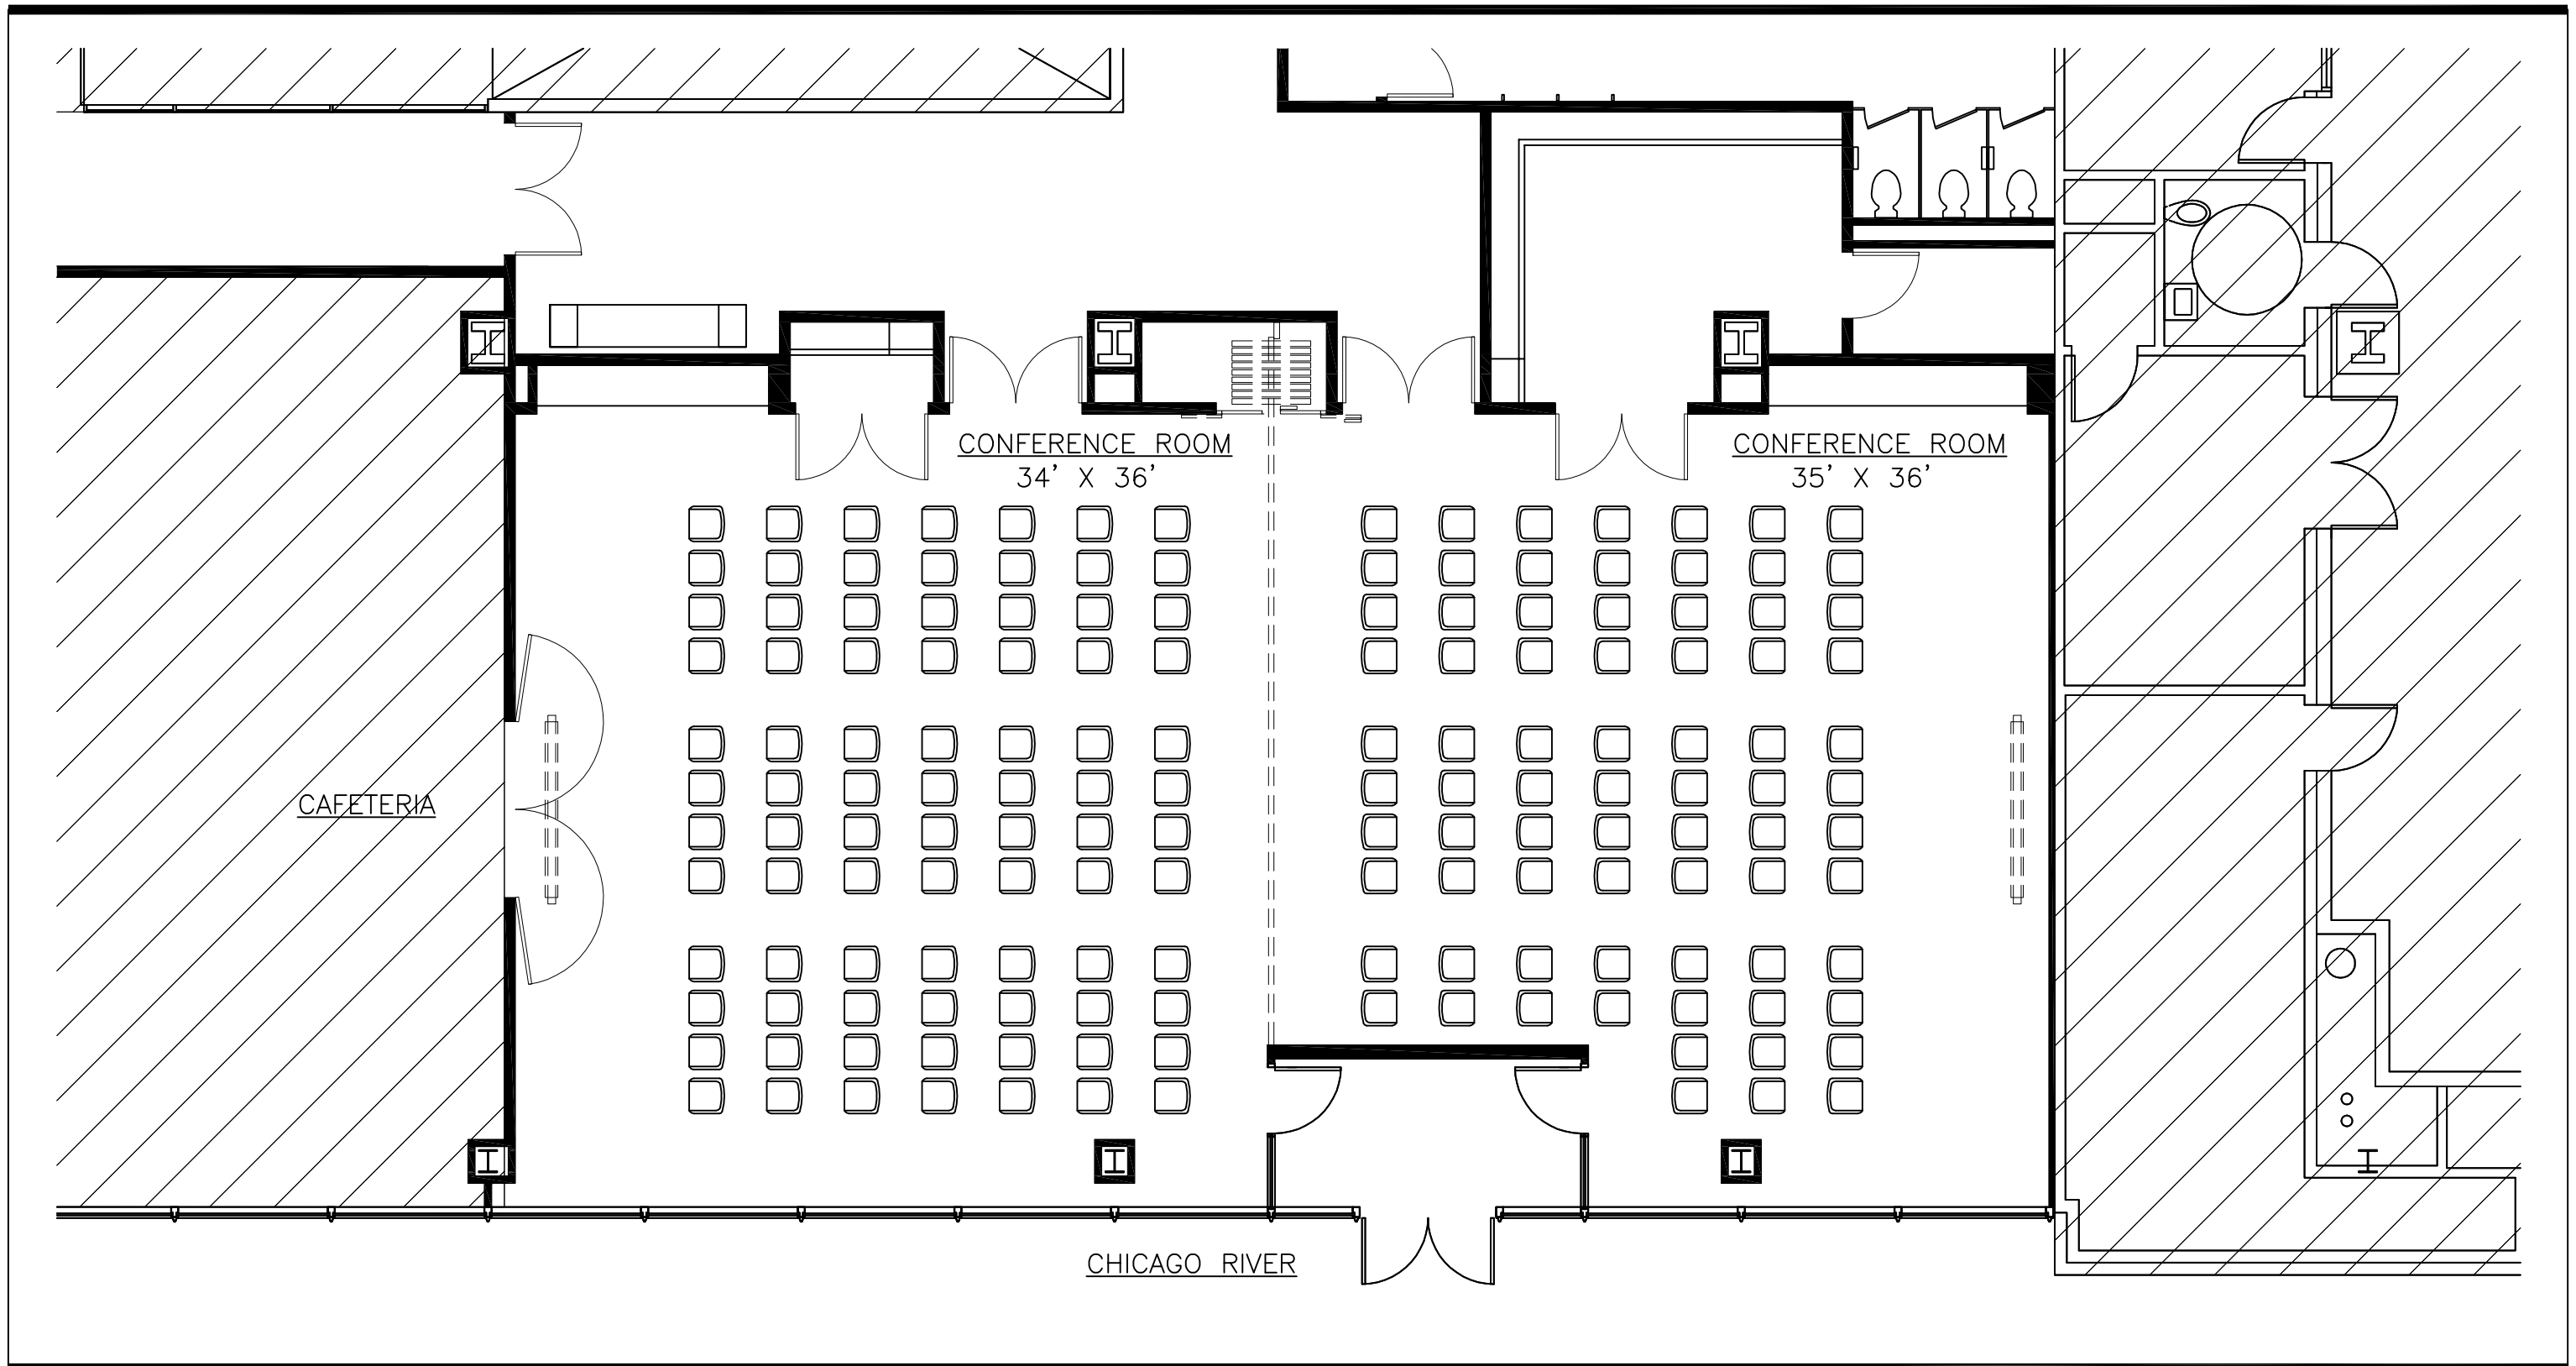 CONFERENCE ROOM
34' X 36'
CONFERENCE ROOM
35' X 36'
CAFETERIA
CHICAGO RIVER